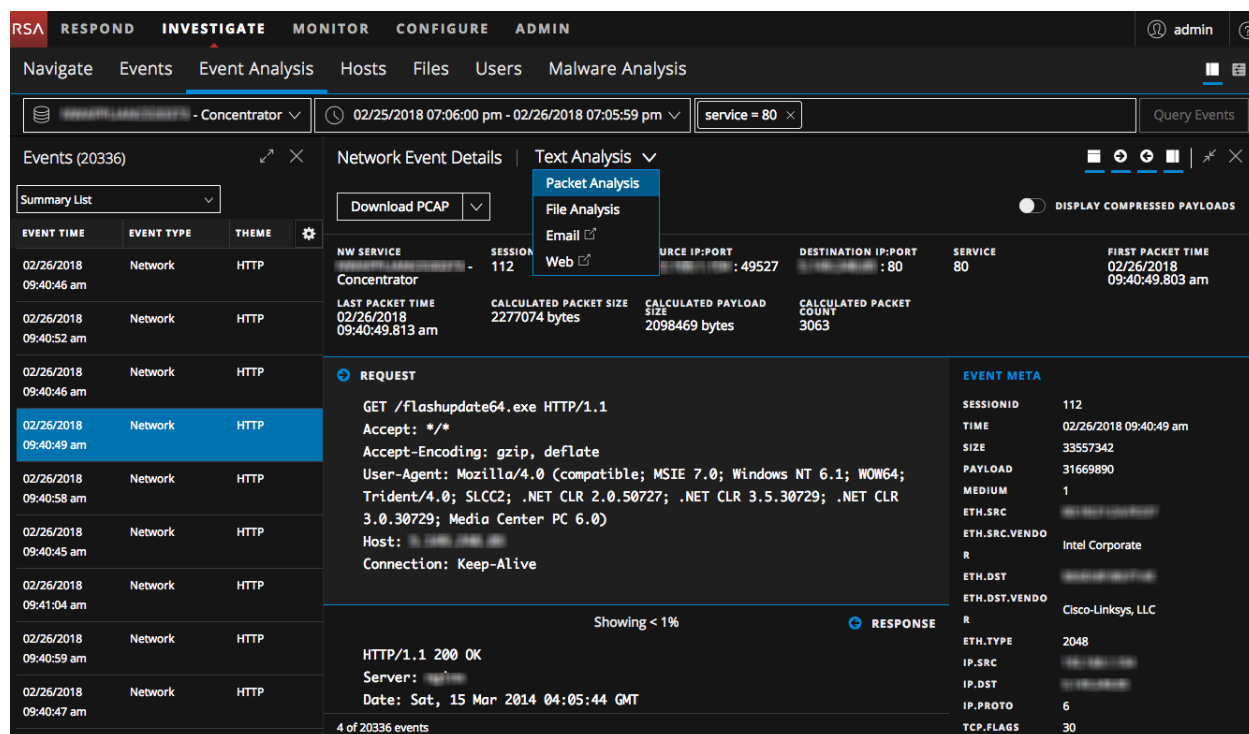 RSA RESPOND INVESTIGATE MONITOR CONFIGURE ADMIN admin
Navigate Events Event Analysis Hosts Files Users Malware Analysis
- Concentrator 02/25/2018 07:06:00 pm - 02/26/2018 07:05:59 pm service = 80 × Query Events
Events (20336)
Summary List
EVENT TIME EVENT TYPE THEME
02/26/2018 Network HTTP
09:40:46 am
02/26/2018 Network HTTP
09:40:52 am
02/26/2018 Network HTTP
09:40:46 am
02/26/2018 Network HTTP
09:40:49 am
02/26/2018 Network HTTP
09:40:58 am
02/26/2018 Network HTTP
09:40:45 am
02/26/2018 Network HTTP
09:41:04 am
02/26/2018 Network HTTP
09:40:59 am
02/26/2018 Network HTTP
09:40:47 am
Network Event Details | Text Analysis
Packet Analysis
File Analysis
Email
Web
Download PCAP
DISPLAY COMPRESSED PAYLOADS
NW SERVICE
-
Concentrator
SESSION
112
URCE IP:PORT
: 49527
DESTINATION IP:PORT
: 80
SERVICE
80
FIRST PACKET TIME
02/26/2018
09:40:49.803 am
LAST PACKET TIME
02/26/2018
09:40:49.813 am
CALCULATED PACKET SIZE
2277074 bytes
CALCULATED PAYLOAD
SIZE
2098469 bytes
CALCULATED PACKET
COUNT
3063
REQUEST
GET /flashupdate64.exe HTTP/1.1
Accept: */*
Accept-Encoding: gzip, deflate
User-Agent: Mozilla/4.0 (compatible; MSIE 7.0; Windows NT 6.1; WOW64;
Trident/4.0; SLCC2; .NET CLR 2.0.50727; .NET CLR 3.5.30729; .NET CLR
3.0.30729; Media Center PC 6.0)
Host:
Connection: Keep-Alive
Showing < 1%
RESPONSE
HTTP/1.1 200 OK
Server:
Date: Sat, 15 Mar 2014 04:05:44 GMT
4 of 20336 events
EVENT META
SESSIONID 112
TIME 02/26/2018 09:40:49 am
SIZE 33557342
PAYLOAD 31669890
MEDIUM 1
ETH.SRC
ETH.SRC.VENDO
R
Intel Corporate
ETH.DST
ETH.DST.VENDO
R
Cisco-Linksys, LLC
ETH.TYPE 2048
IP.SRC
IP.DST
IP.PROTO 6
TCP.FLAGS 30